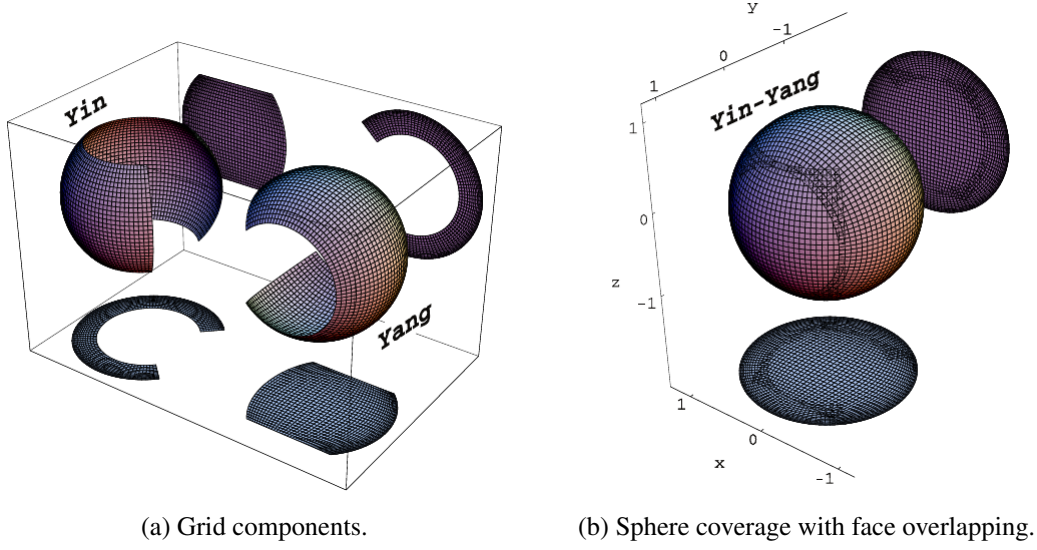 Yin
Yang
(a) Grid components.
y
-1
0
1
Yin-Yang
1
0
-1
z
1
0
-1
x
(b) Sphere coverage with face overlapping.